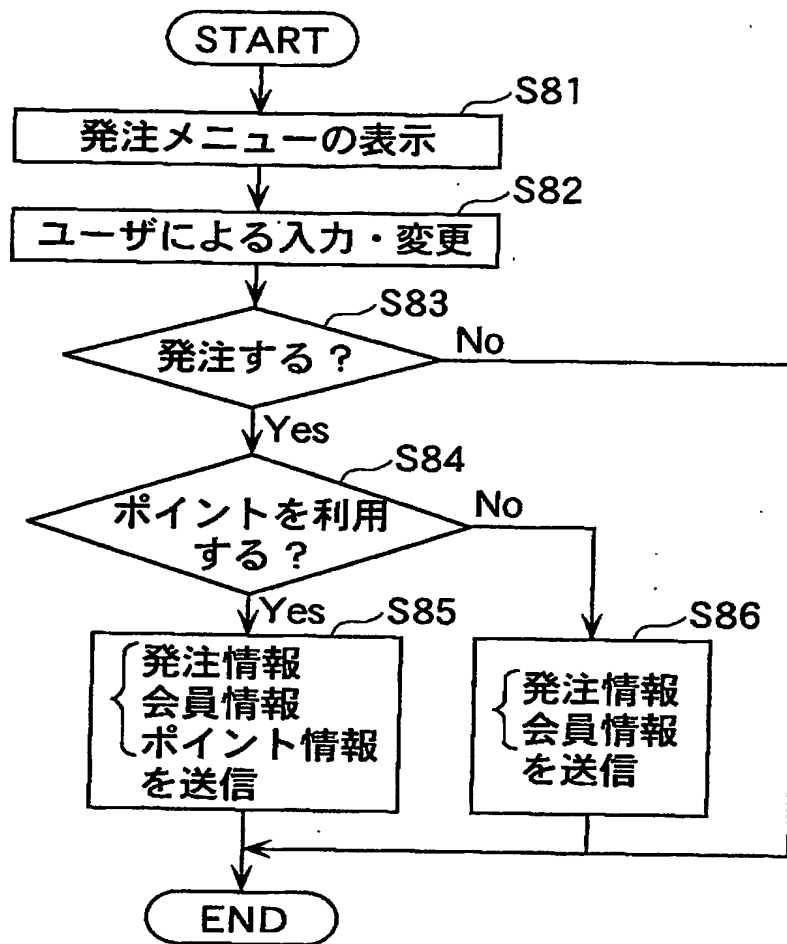 START
S81
発注メニューの表示
S82
ユーザによる入力・変更
S83
発注する？
No
Yes
S84
ポイントを利用
する？
No
Yes
S85
発注情報
会員情報
ポイント情報
を送信
S86
発注情報
会員情報
を送信
END